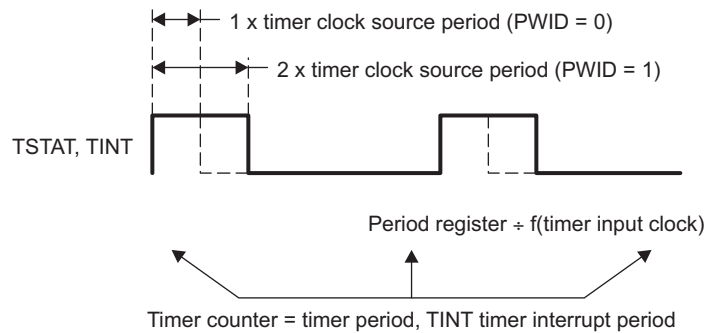 1 x timer clock source period (PWID = 0)
2 x timer clock source period (PWID = 1)
TSTAT, TINT
Period register ÷ f(timer input clock)
Timer counter = timer period, TINT timer interrupt period